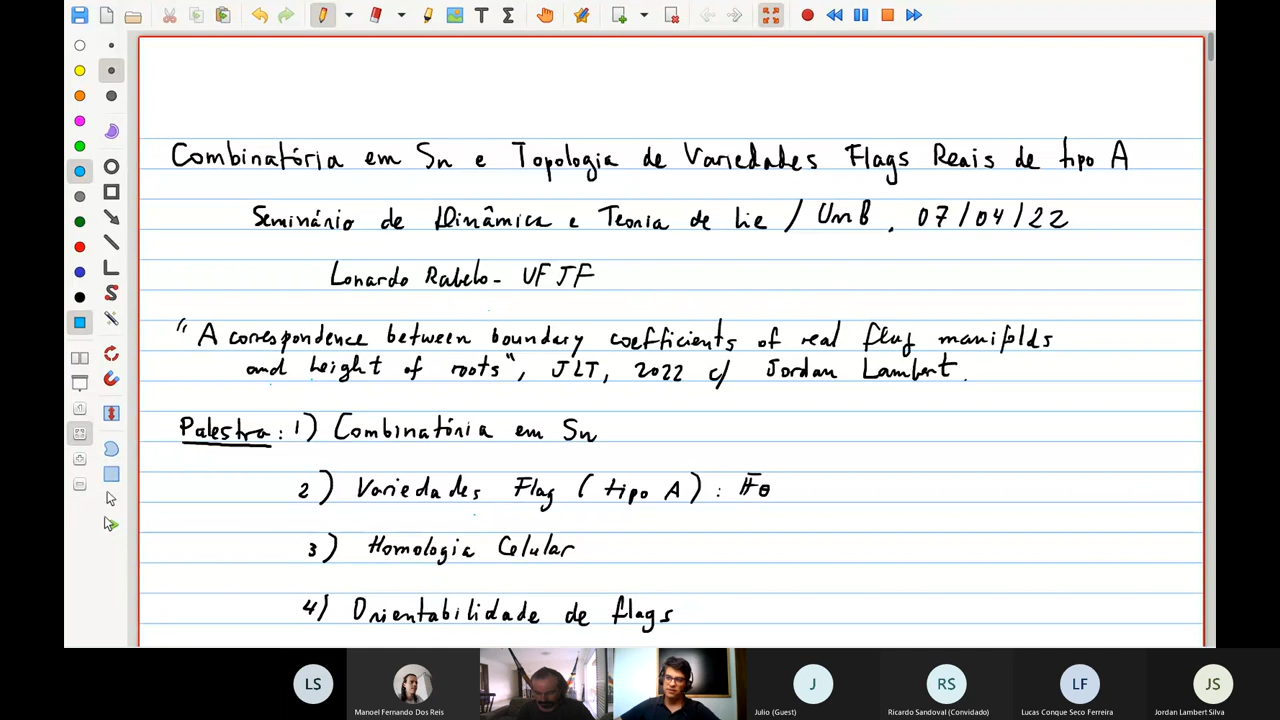 Combinatória em Sn e Topologia de Variedades Flags Reais de tipo A
Seminário de Dinâmica e Teoria de Lie / UnB, 07/04/22
Lonardo Rabelo - UFJF
"A correspondence between boundary coefficients of real flag manifolds
and height of roots", JLT, 2022 c/ Jordan Lambert.
Palestra: 1) Combinatória em Sn
2) Variedades Flag (tipo A): 𝔽Θ
3) Homologia Celular
4) Orientabilidade de flags
LS
J
RS
LF
JS
Manoel Fernando Dos Reis
Julio (Guest)
Ricardo Sandoval (Convidado)
Lucas Conque Seco Ferreira
Jordan Lambert Silva